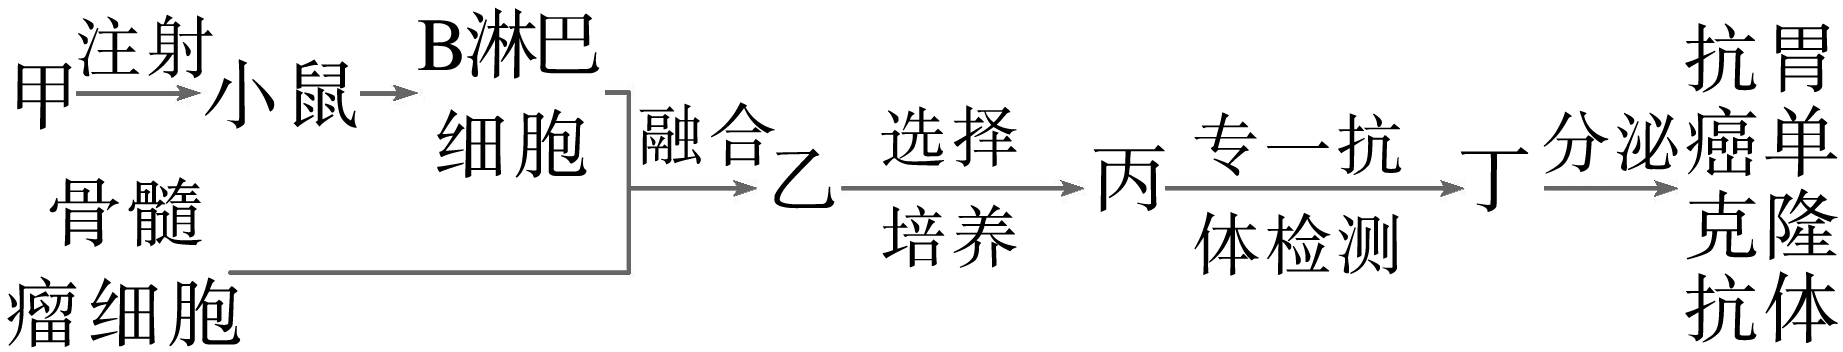 甲
注射
小鼠
B淋巴
细胞
骨髓
瘤细胞
融合
乙
选择
培养
丙
专一抗
体检测
丁
分泌
抗胃
癌单
克隆
抗体